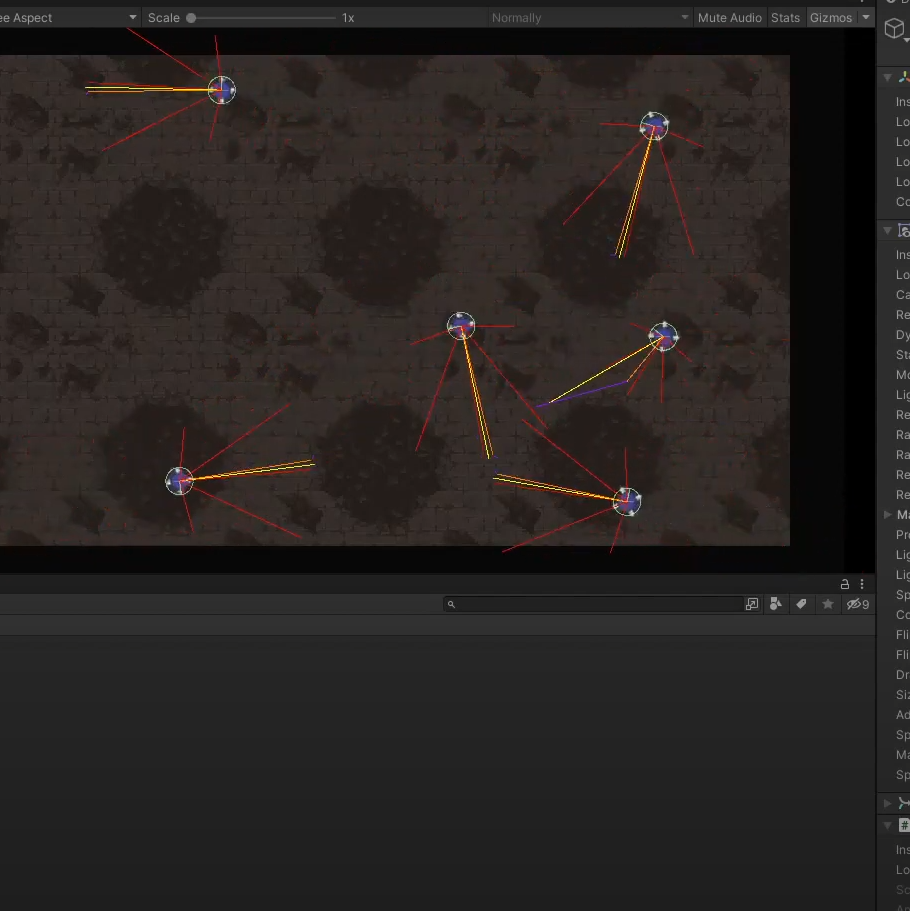 ee Aspect
Scale
1x
Normally
Mute Audio
Stats
Gizmos
D
Ins
Lo
Lo
Lo
Lo
Co
Ins
Lo
Ca
Re
Dy
Sta
Mo
Lig
Re
Ra
Ra
Re
Re
Ma
Pro
Lig
Lig
Sp
Co
Fli
Fli
Dr
Siz
Ad
Sp
Ma
Sp
9
#
Ins
Lo
Sc